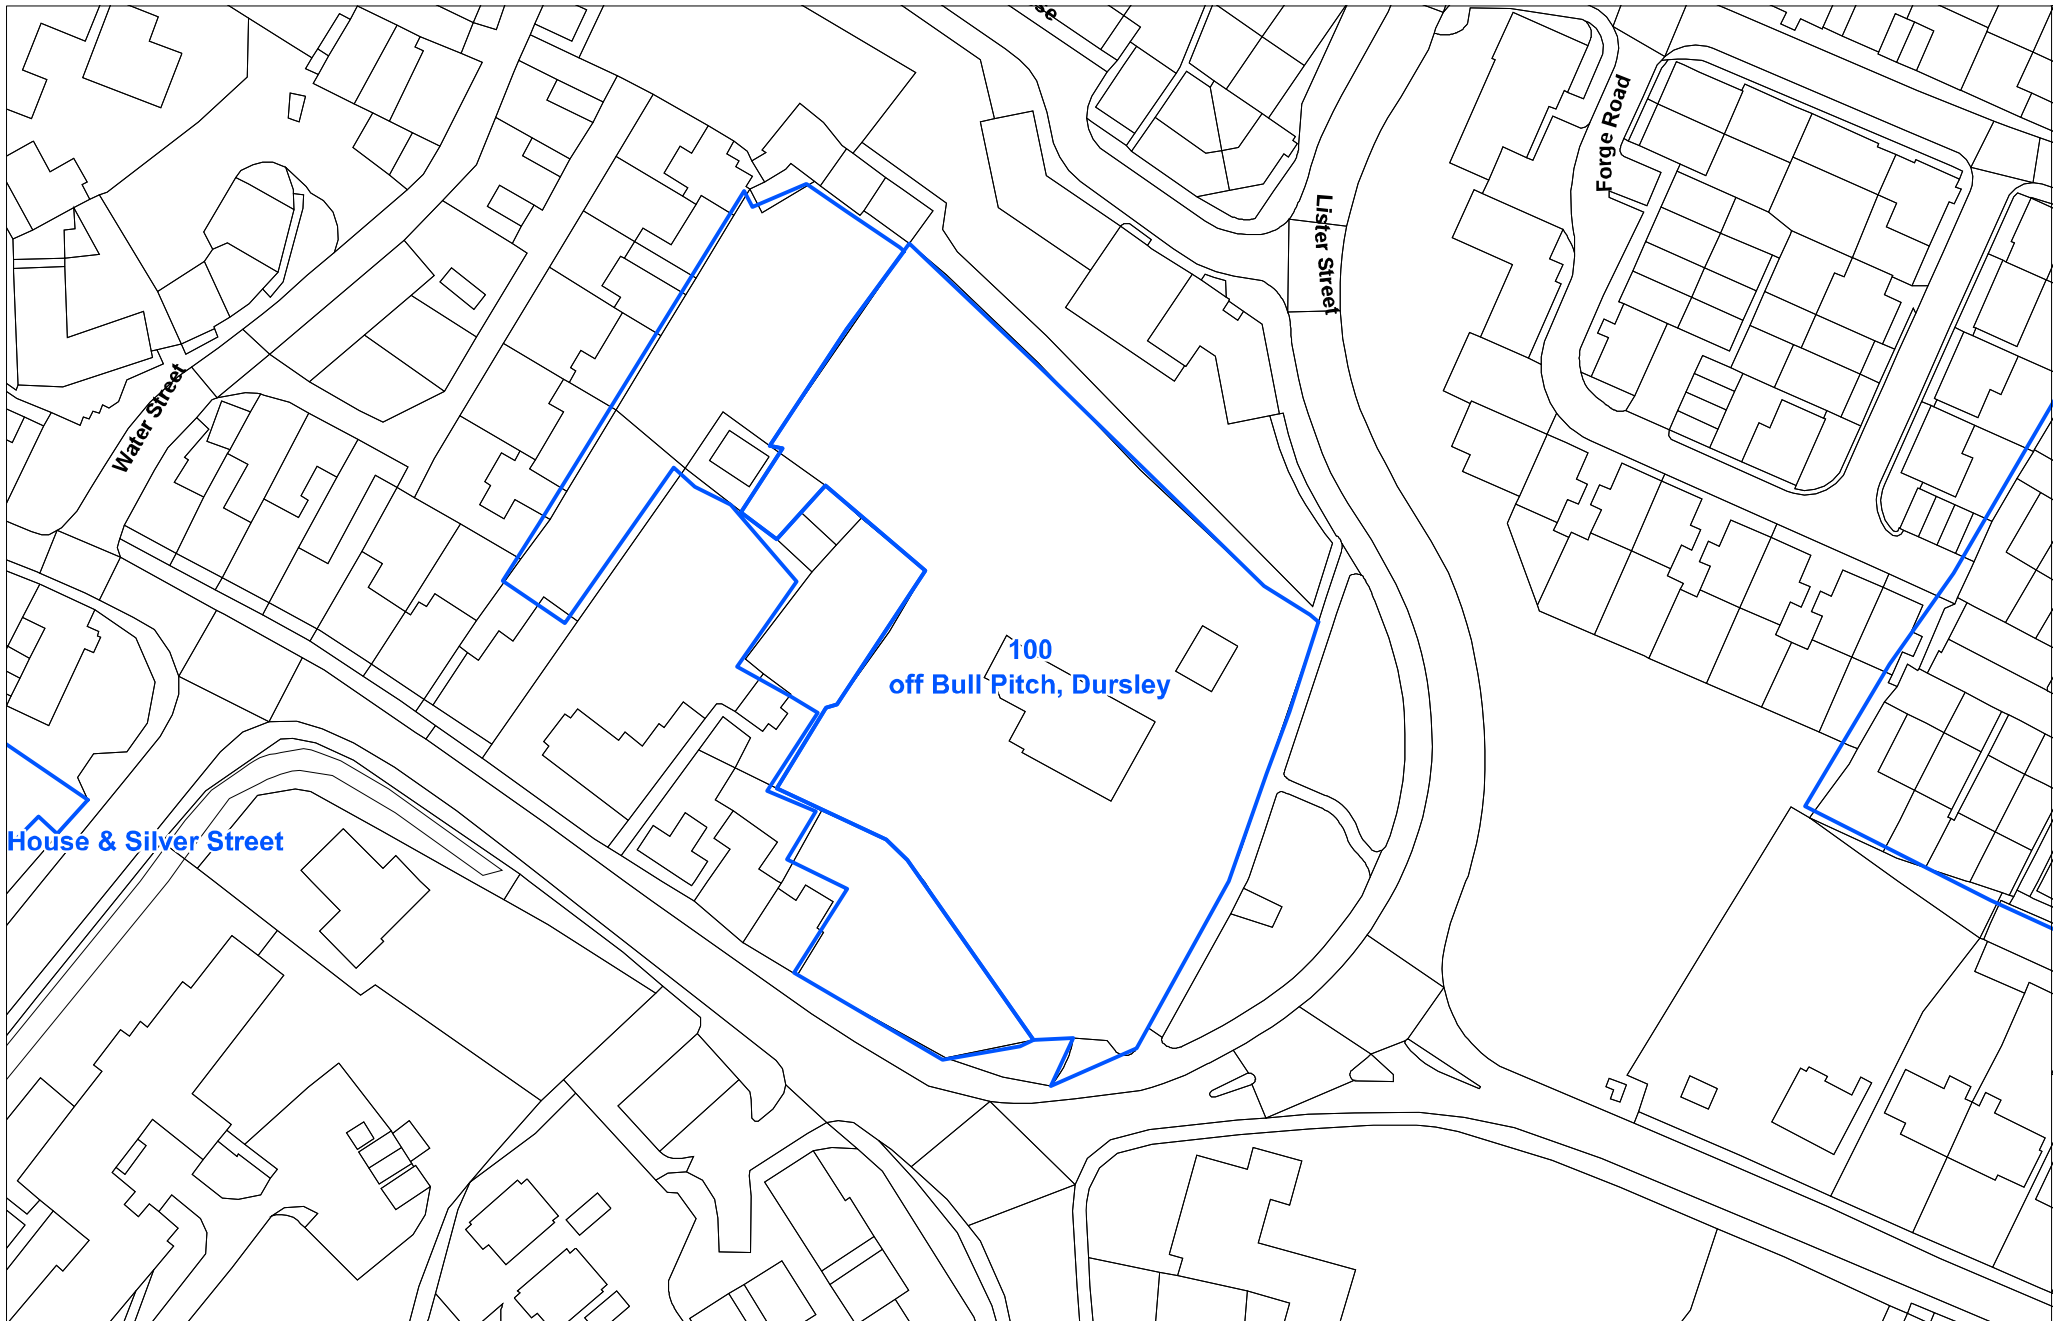 Forge Road
Lister Street
Water Street
100
off Bull Pitch, Dursley
House & Silver Street